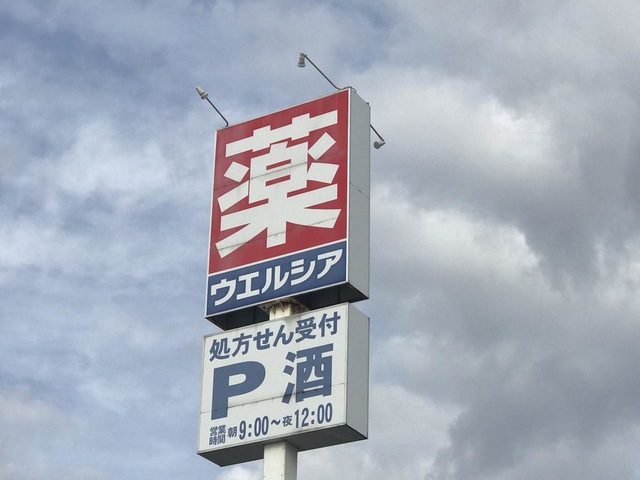 薬
ウエルシア
処方せん受付
P 酒
営業時間 朝9:00～夜12:00